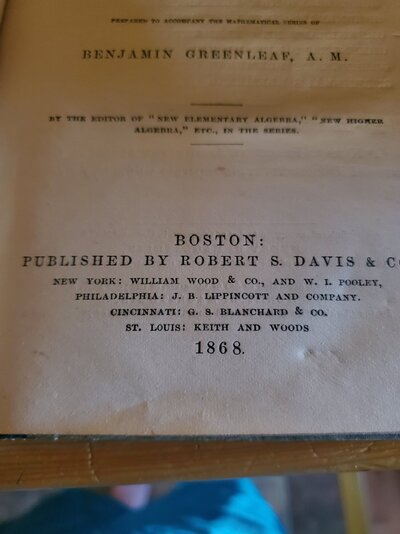 PREPARED TO ACCOMPANY THE MATHEMATICAL SERIES OF
BENJAMIN GREENLEAF, A. M.
BY THE EDITOR OF "NEW ELEMENTARY ALGEBRA," "NEW HIGHER
ALGEBRA," ETC., IN THE SERIES.
BOSTON:
PUBLISHED BY ROBERT S. DAVIS & CO
NEW YORK: WILLIAM WOOD & CO., AND W. I. POOLEY,
PHILADELPHIA: J. B. LIPPINCOTT AND COMPANY.
CINCINNATI: G. S. BLANCHARD & CO.
ST. LOUIS: KEITH AND WOODS
1868.